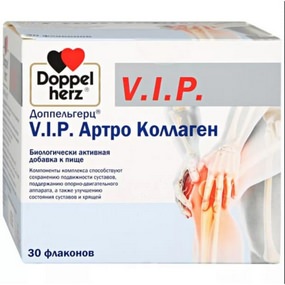 Doppel
herz®
V.I.P.
Доппельгерц®
V.I.P. Артро Коллаген
Биологически активная
добавка к пище
Компоненты комплекса способствуют
сохранению подвижности суставов,
поддержанию опорно-двигательного
аппарата, а также улучшению
состояния суставов и хрящей
30 флаконов